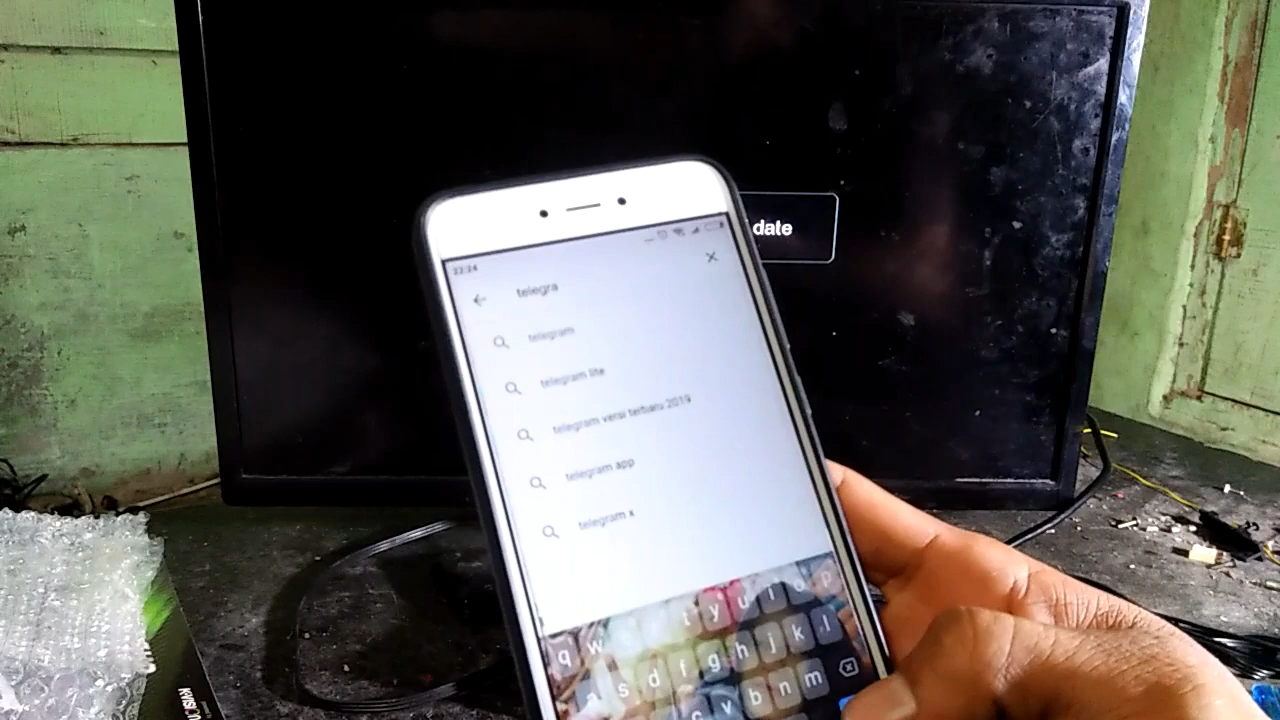 date
22:24
telegra
telegram
telegram lite
telegram versi terbaru 2019
telegram app
telegram x
q w t y u i o p
a s d f g h j k l
c v b n m